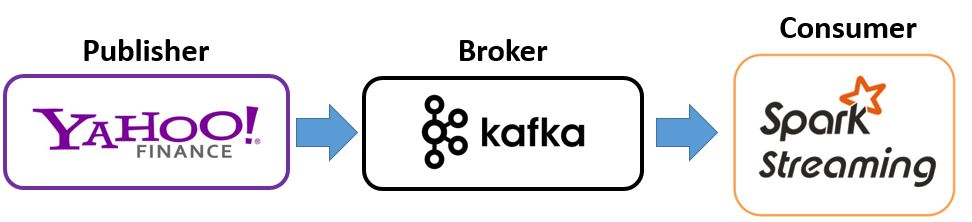 Publisher
Broker
Consumer
YAHOO!
FINANCE
kafka
Spark
Streaming